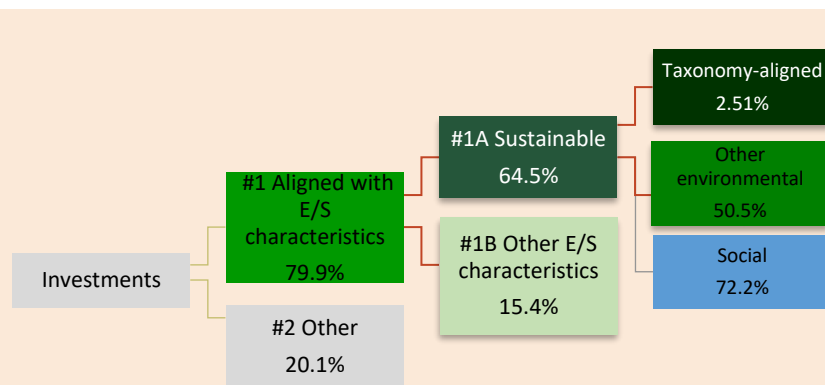 Taxonomy-aligned
2.51%
#1A Sustainable
64.5%
Other
environmental
50.5%
#1 Aligned with
E/S
characteristics
79.9%
#1B Other E/S
characteristics
15.4%
Social
72.2%
Investments
#2 Other
20.1%